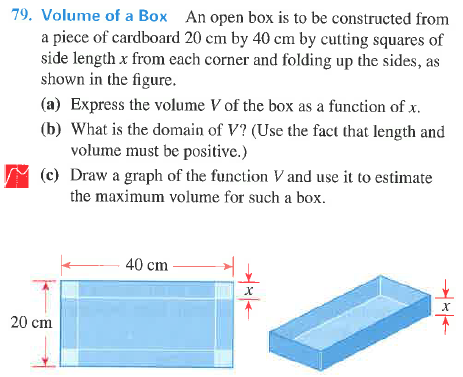 79. Volume of a Box An open box is to be constructed from
a piece of cardboard 20 cm by 40 cm by cutting squares of
side length x from each corner and folding up the sides, as
shown in the figure.
(a) Express the volume V of the box as a function of x.
(b) What is the domain of V? (Use the fact that length and
volume must be positive.)
(c) Draw a graph of the function V and use it to estimate
the maximum volume for such a box.
40 cm
x
x
20 cm